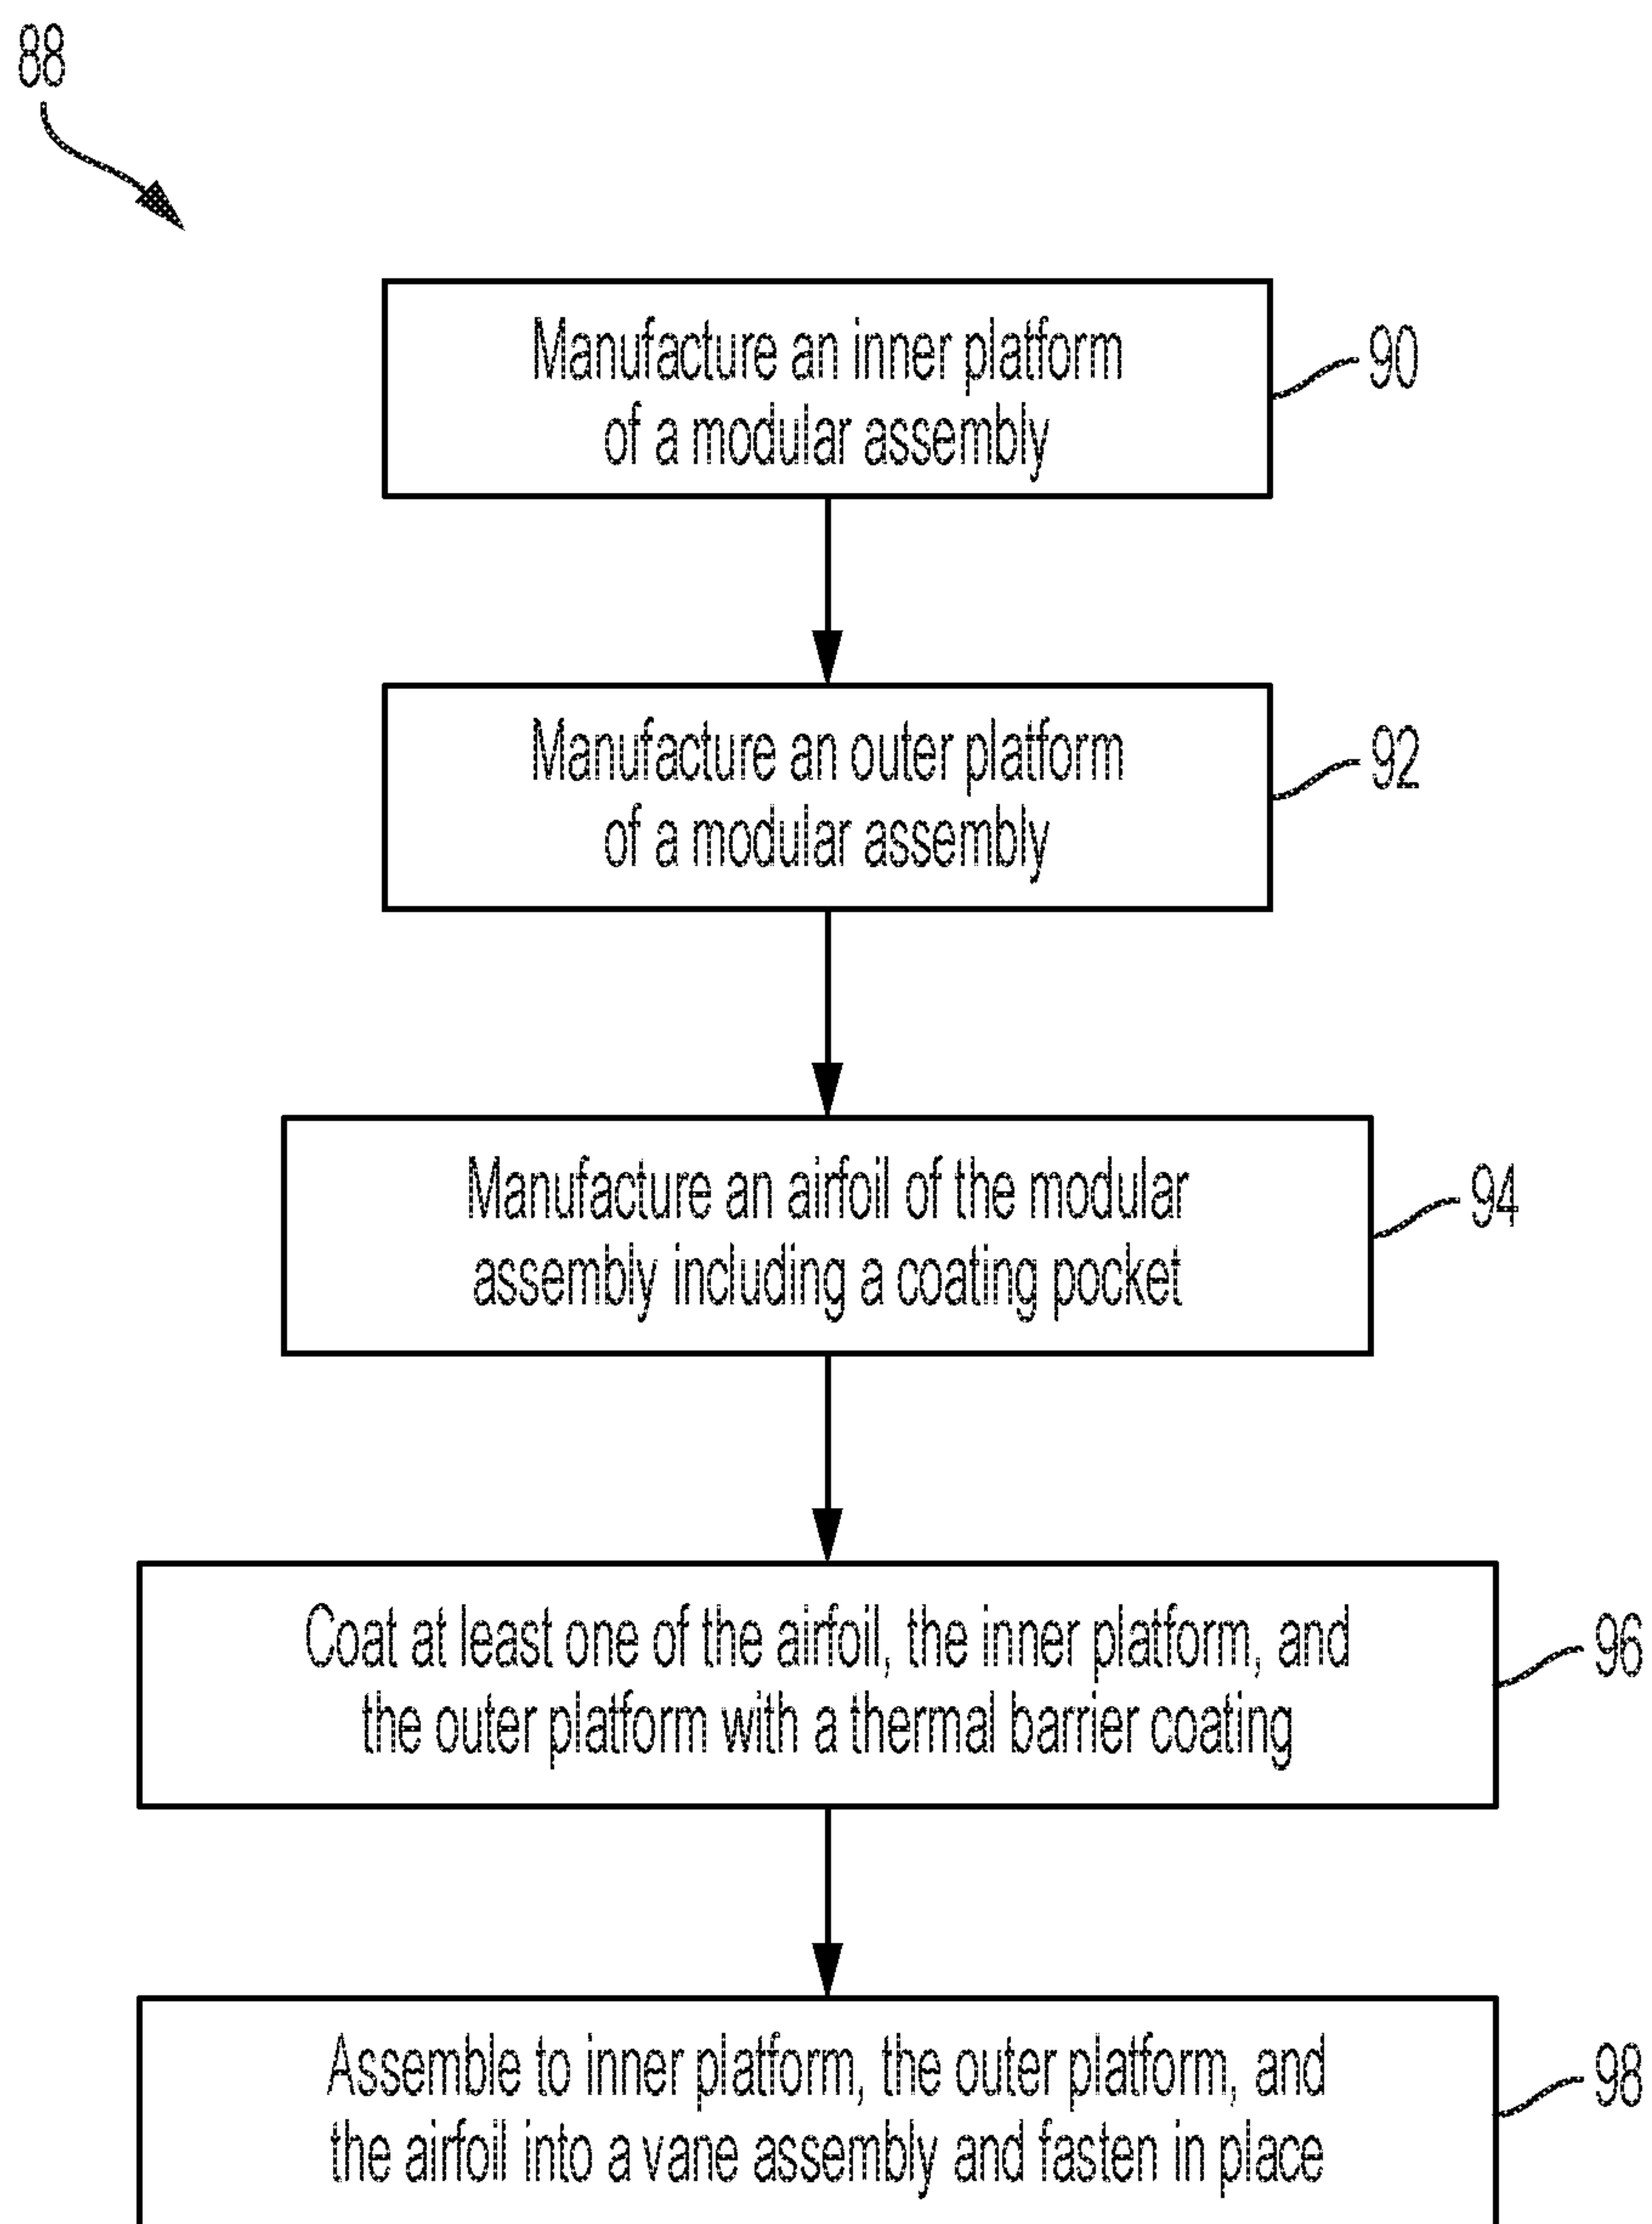 88
Manufacture an inner platform
of a modular assembly
90
Manufacture an outer platform
of a modular assembly
92
Manufacture an airfoil of the modular
assembly including a coating pocket
94
Coat at least one of the airfoil, the inner platform, and
the outer platform with a thermal barrier coating
96
Assemble to inner platform, the outer platform, and
the airfoil into a vane assembly and fasten in place
98